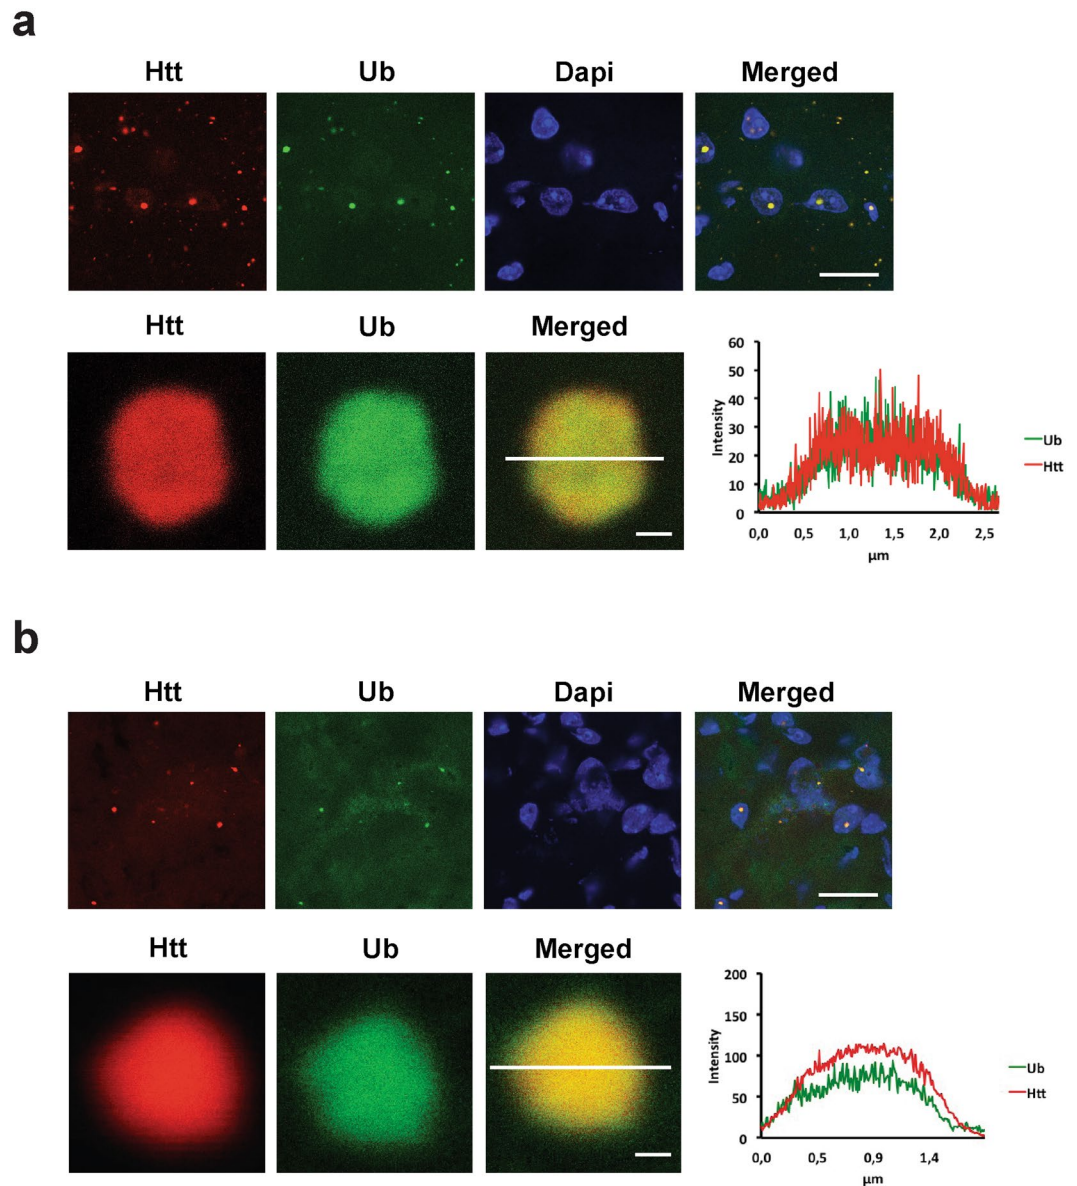 a
Htt Ub Dapi Merged
Htt Ub Merged
60
50
40
30
20
10
0
Intensity
0,0 0,5 1,0 1,5 2,0 2,5
µm
Ub
Htt
b
Htt Ub Dapi Merged
Htt Ub Merged
200
150
100
50
0
Intensity
0,0 0,5 0,9 1,4
µm
Ub
Htt